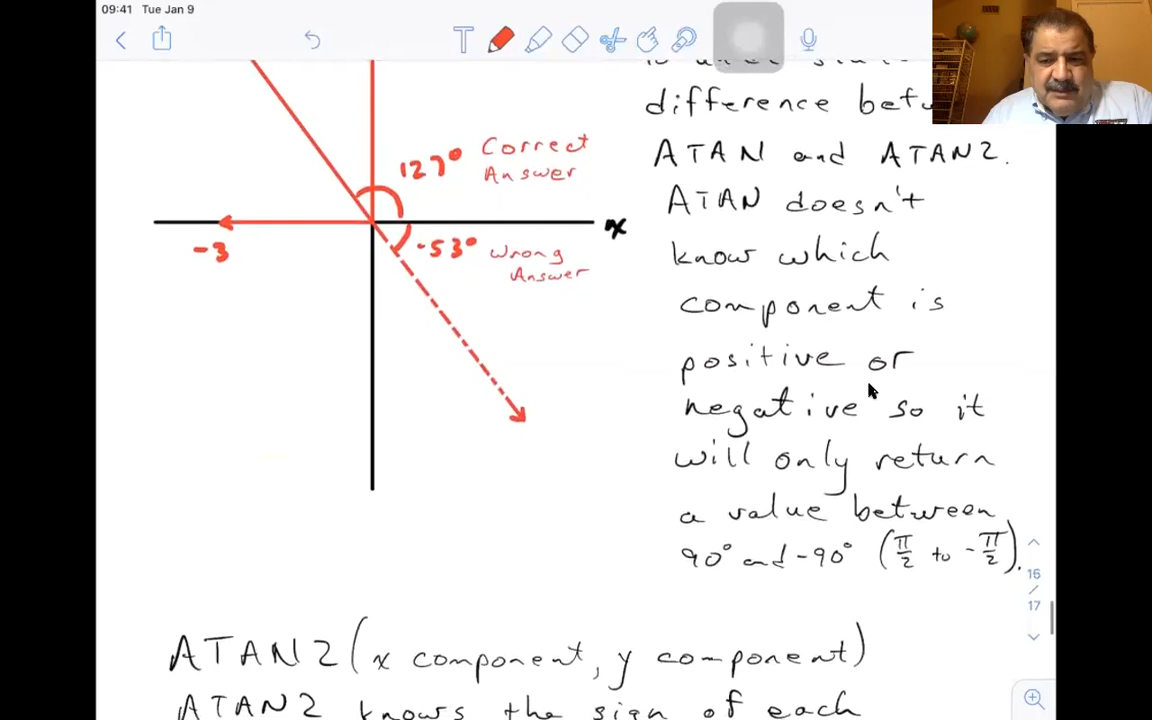 09:41 Tue Jan 9
T
difference
ATAN and ATAN2.
ATAN doesn't
know which
component is
positive or
negative so it
will only return
a value between
90° and -90° (π/2 to -π/2).
127° Correct
Answer
x
-3
-53° Wrong
Answer
16
/
17
ATAN2(x component, y component)
ATAN2 knows the sign of each